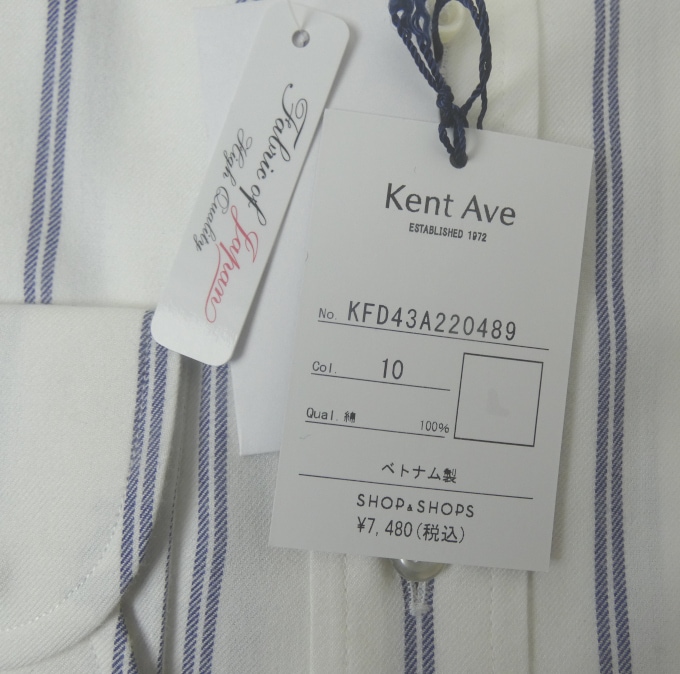 Fabric of Japan
High Quality
Kent Ave
ESTABLISHED 1972
No. KFD43A220489
Col. 10
Qual. 綿 100%
ベトナム製
SHOP&SHOPS
¥7,480(税込)